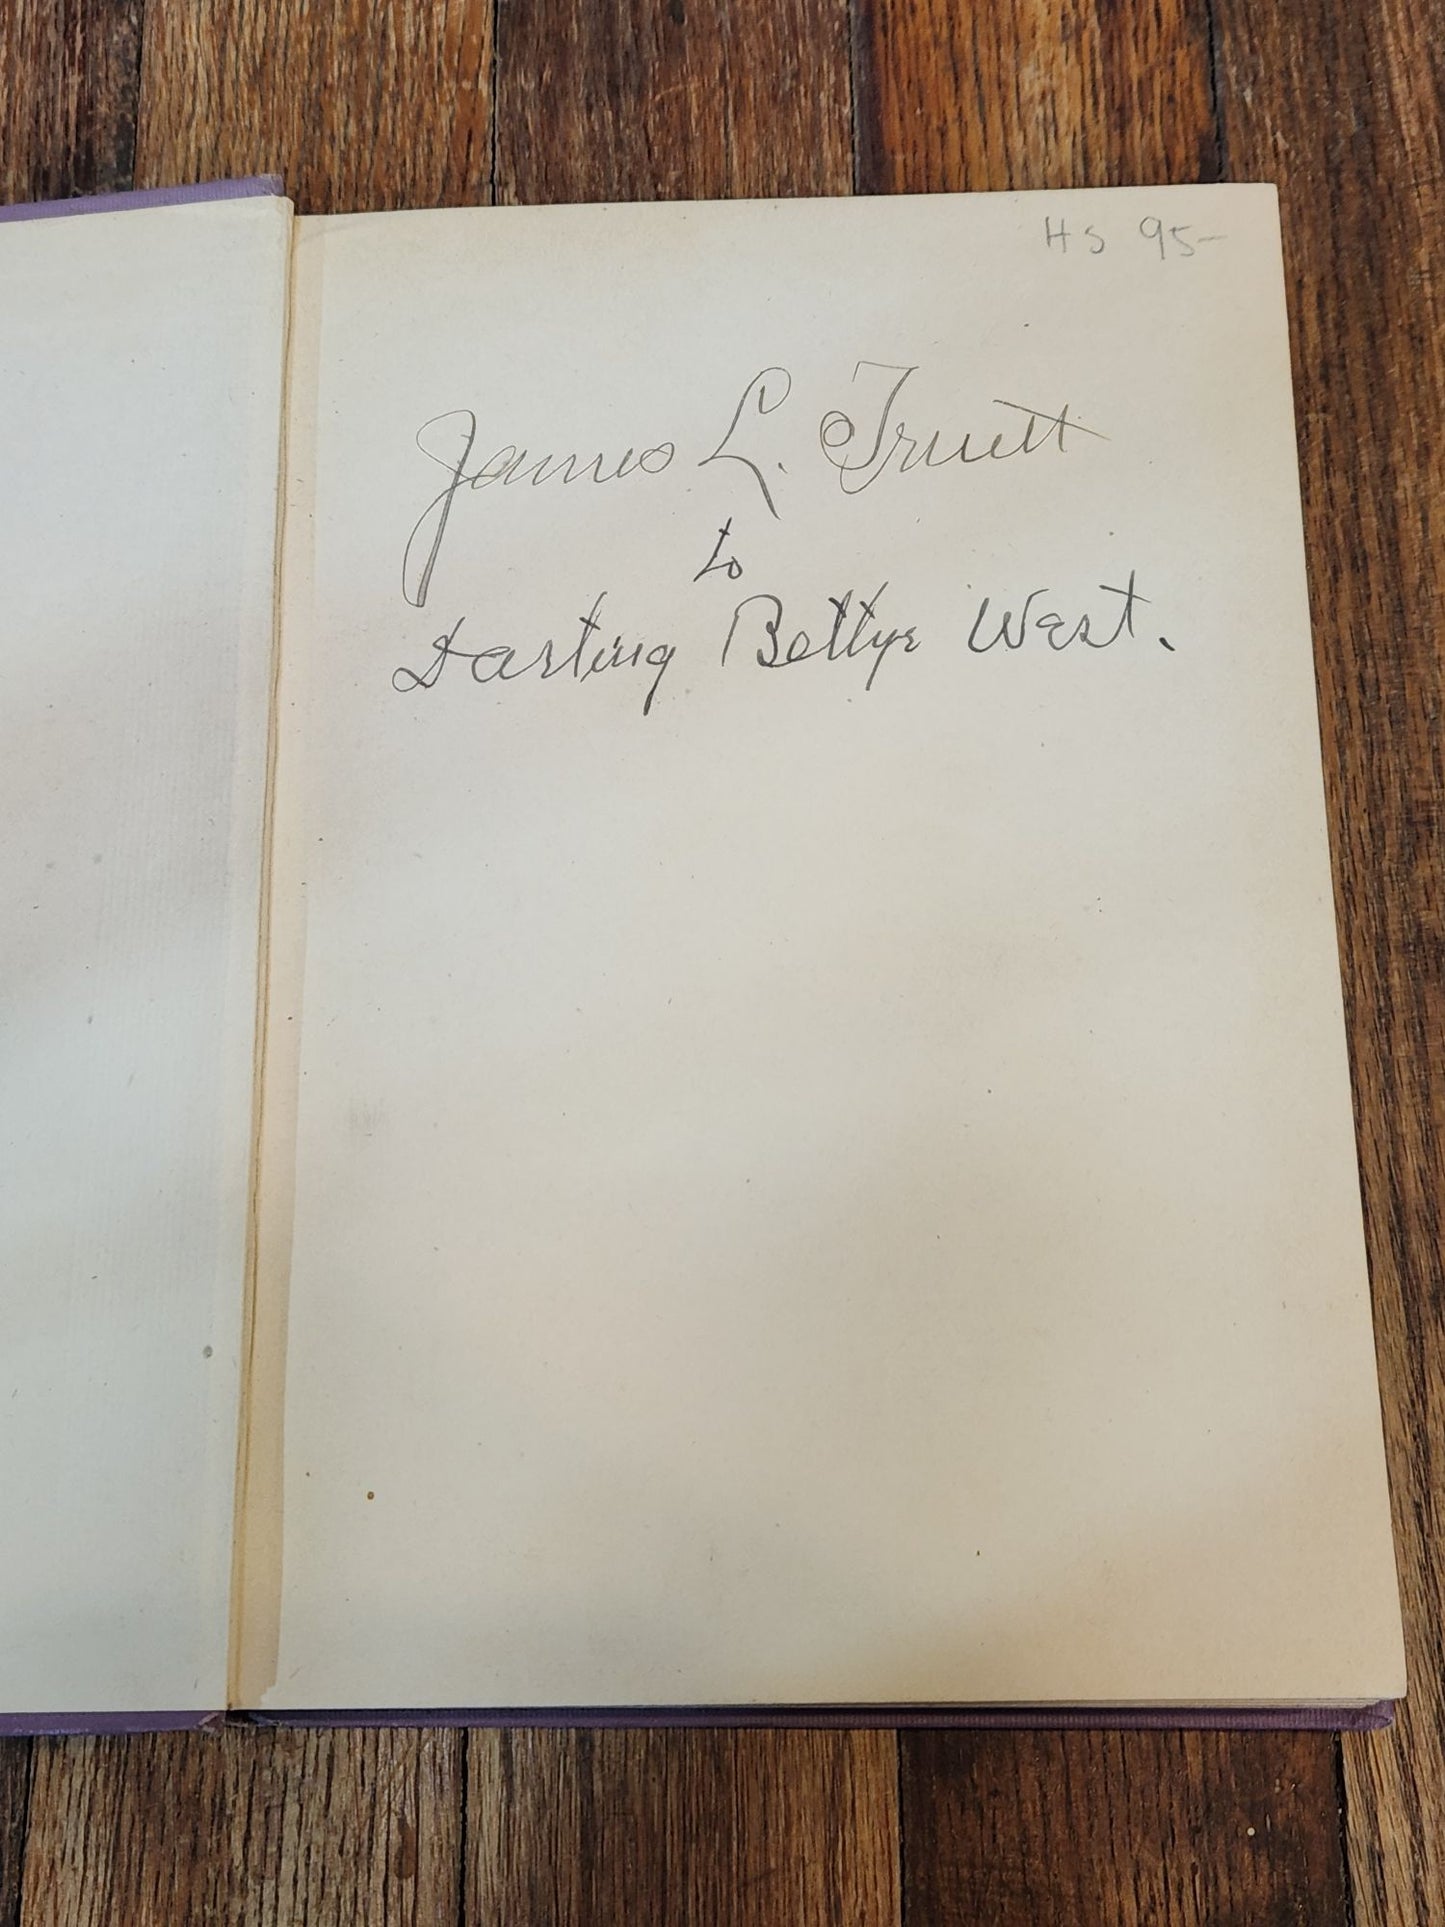 HS 95-
James L. Truett
to
Darling Bettye West.